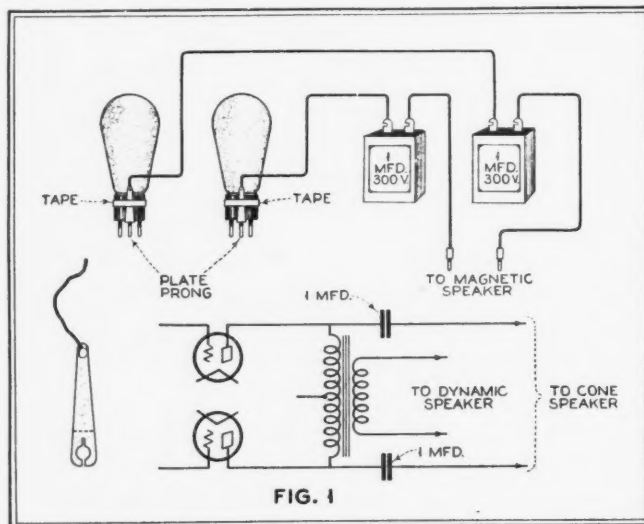 1
MFD.
300V.
1
MFD.
300V.
TAPE
TAPE
PLATE
PRONG
TO MAGNETIC
SPEAKER
1 MFD.
TO DYNAMIC
SPEAKER
TO CONE
SPEAKER
1 MFD.
FIG. 1